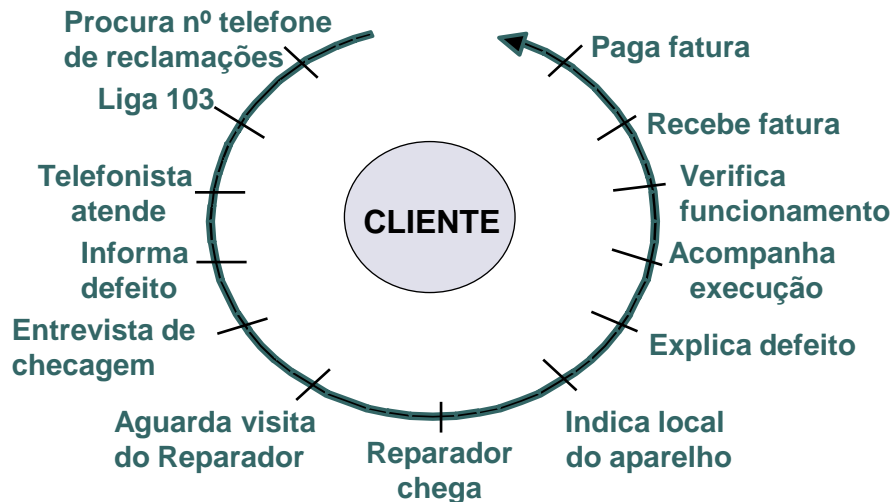 Procura nº telefone
de reclamações
Liga 103
Telefonista
atende
Informa
defeito
Entrevista de
checagem
Aguarda visita
do Reparador
Reparador
chega
Indica local
do aparelho
Explica defeito
Acompanha
execução
Verifica
funcionamento
Recebe fatura
Paga fatura
CLIENTE